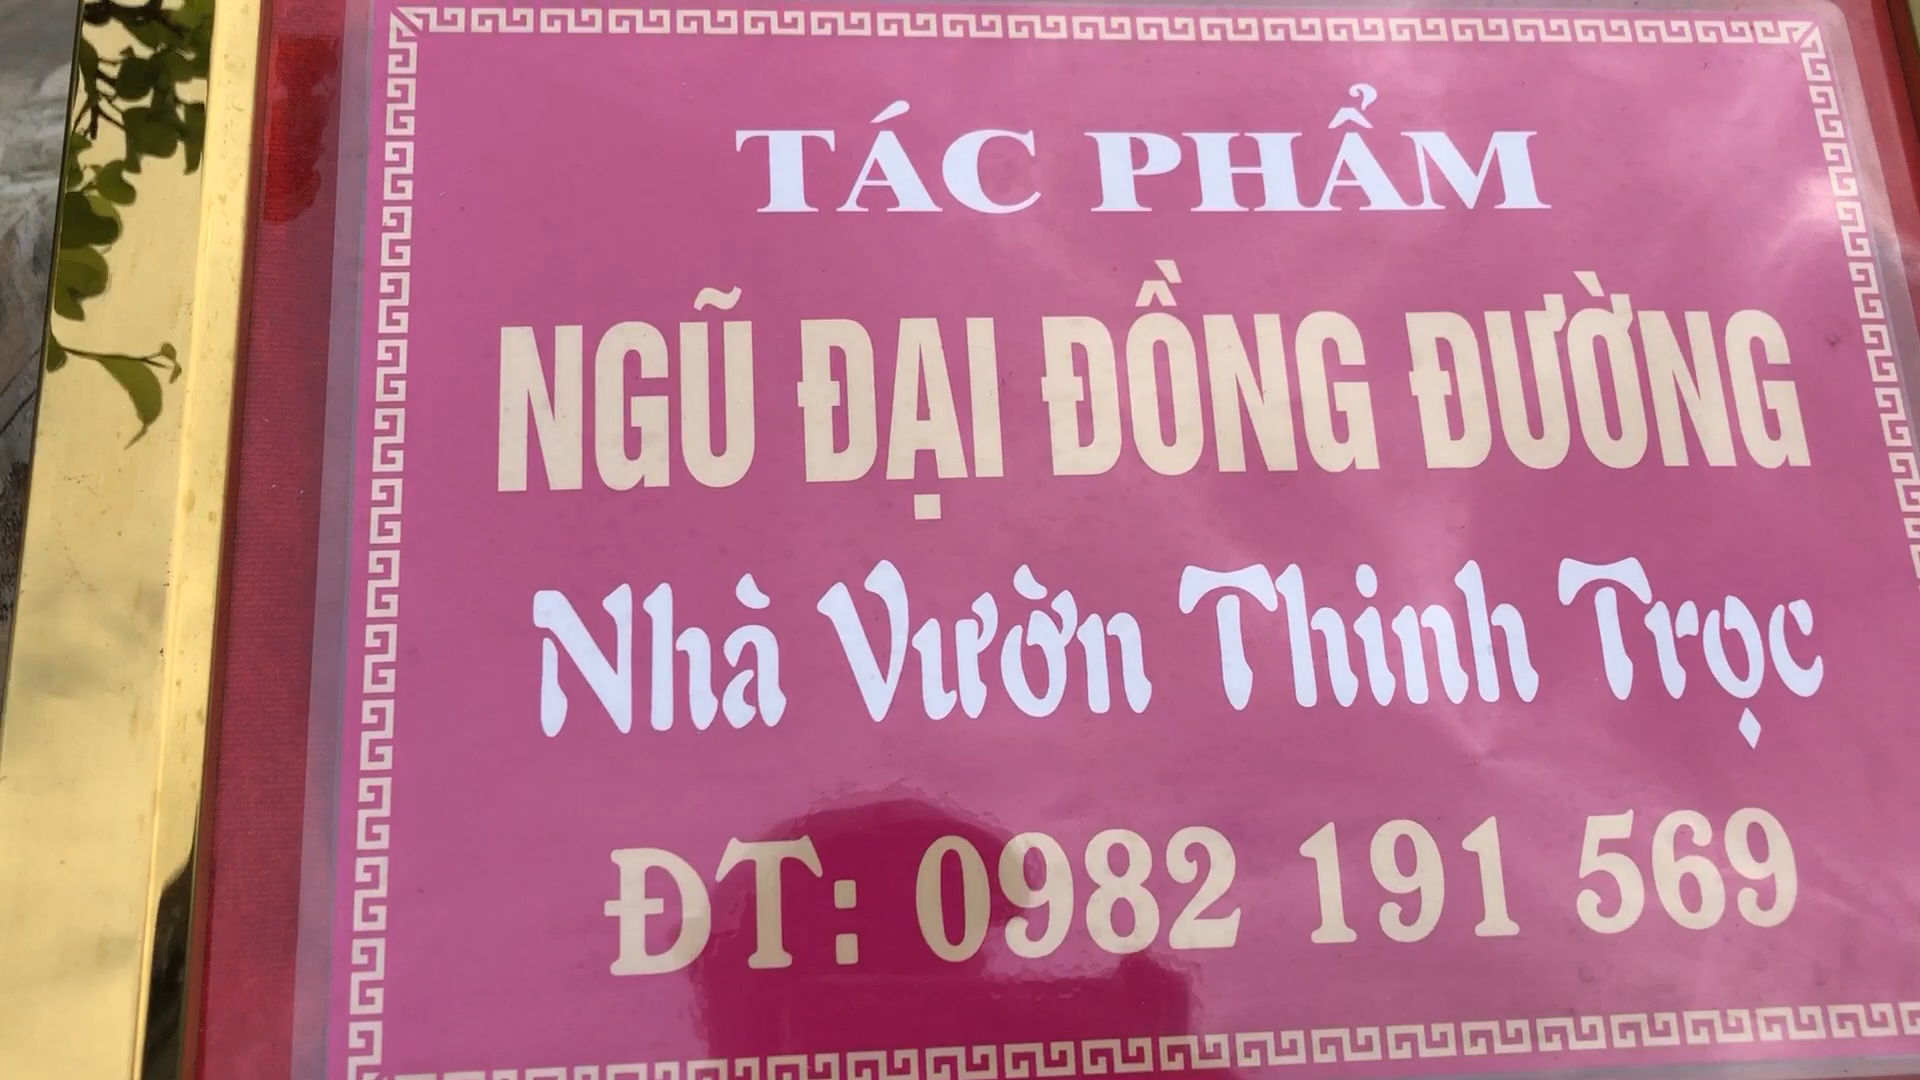 TÁC PHẨM
NGŨ ĐẠI ĐỒNG ĐƯỜNG
Nhà Vườn Thinh Trọc
ĐT: 0982 191 569